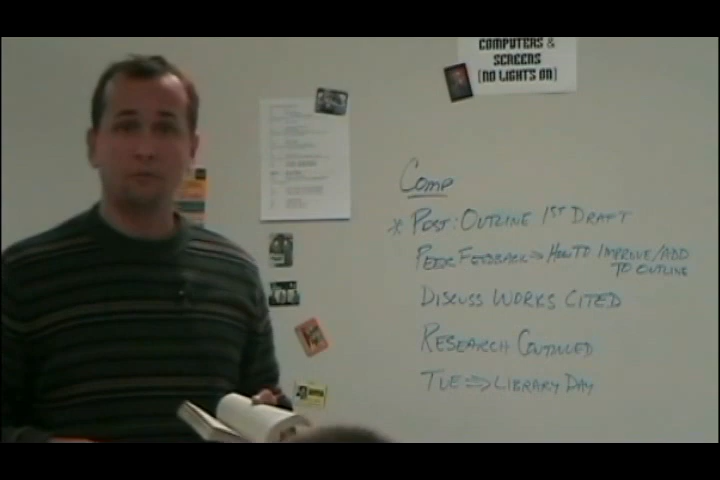 COMPUTERS &
SCREENS
(NO LIGHTS ON)
COMP
* POST: OUTLINE 1ST DRAFT
PEER FEEDBACK ⇒ HOW TO IMPROVE/ADD
TO OUTLINE
DISCUSS WORKS CITED
RESEARCH CONTINUED
TUE ⇒ LIBRARY DAY